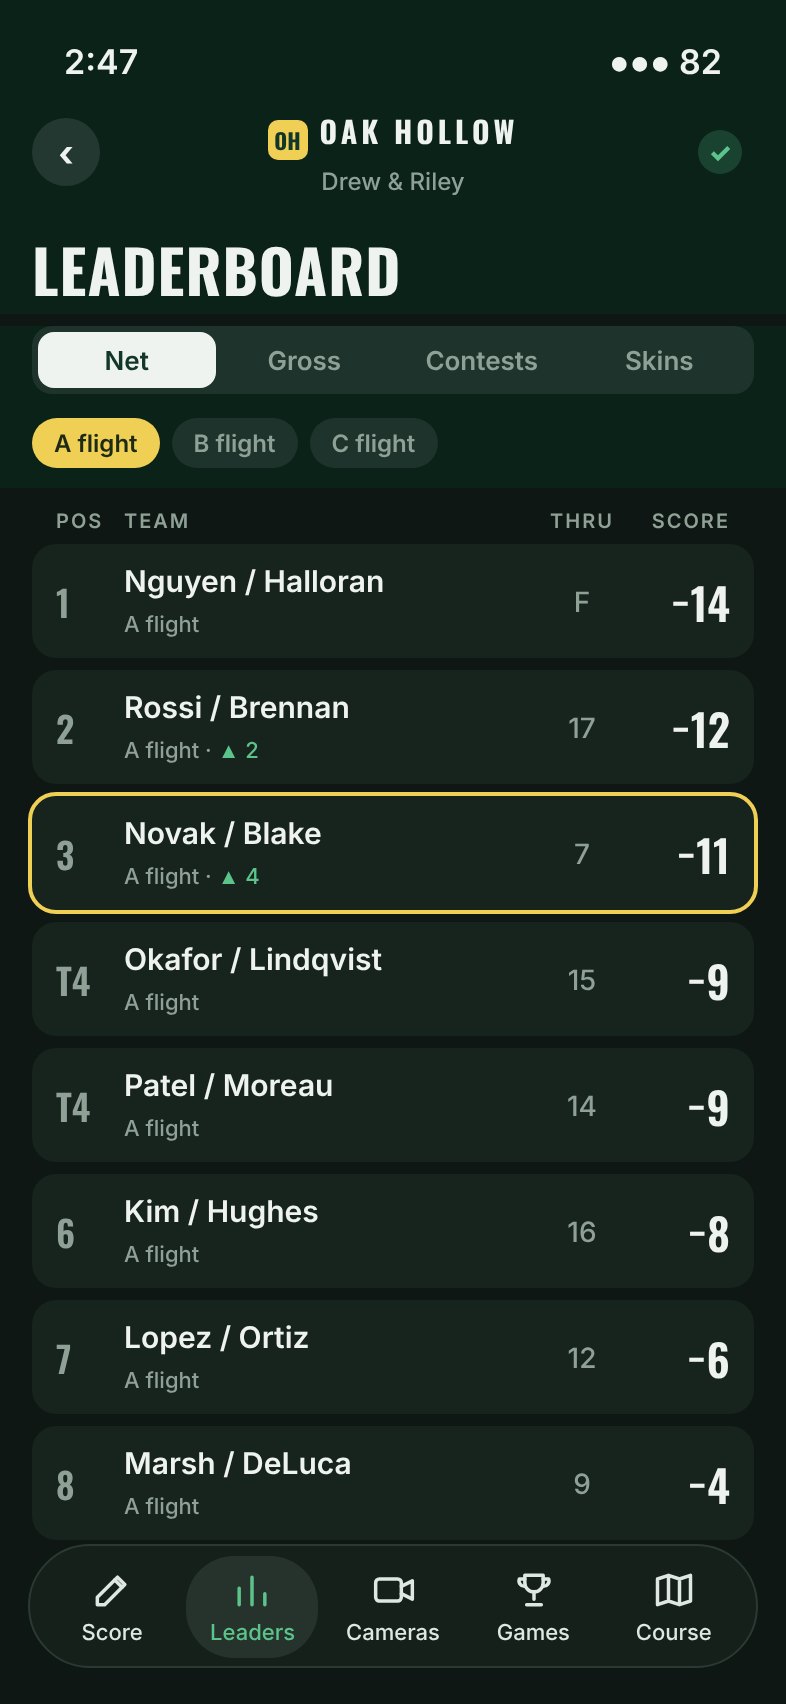 2:47 82
‹ OH OAK HOLLOW
Drew & Riley
LEADERBOARD
Net Gross Contests Skins
A flight B flight C flight
POS TEAM THRU SCORE
1 Nguyen / Halloran F -14
A flight
2 Rossi / Brennan 17 -12
A flight · ▲ 2
3 Novak / Blake 7 -11
A flight · ▲ 4
T4 Okafor / Lindqvist 15 -9
A flight
T4 Patel / Moreau 14 -9
A flight
6 Kim / Hughes 16 -8
A flight
7 Lopez / Ortiz 12 -6
A flight
8 Marsh / DeLuca 9 -4
A flight
Score Leaders Cameras Games Course